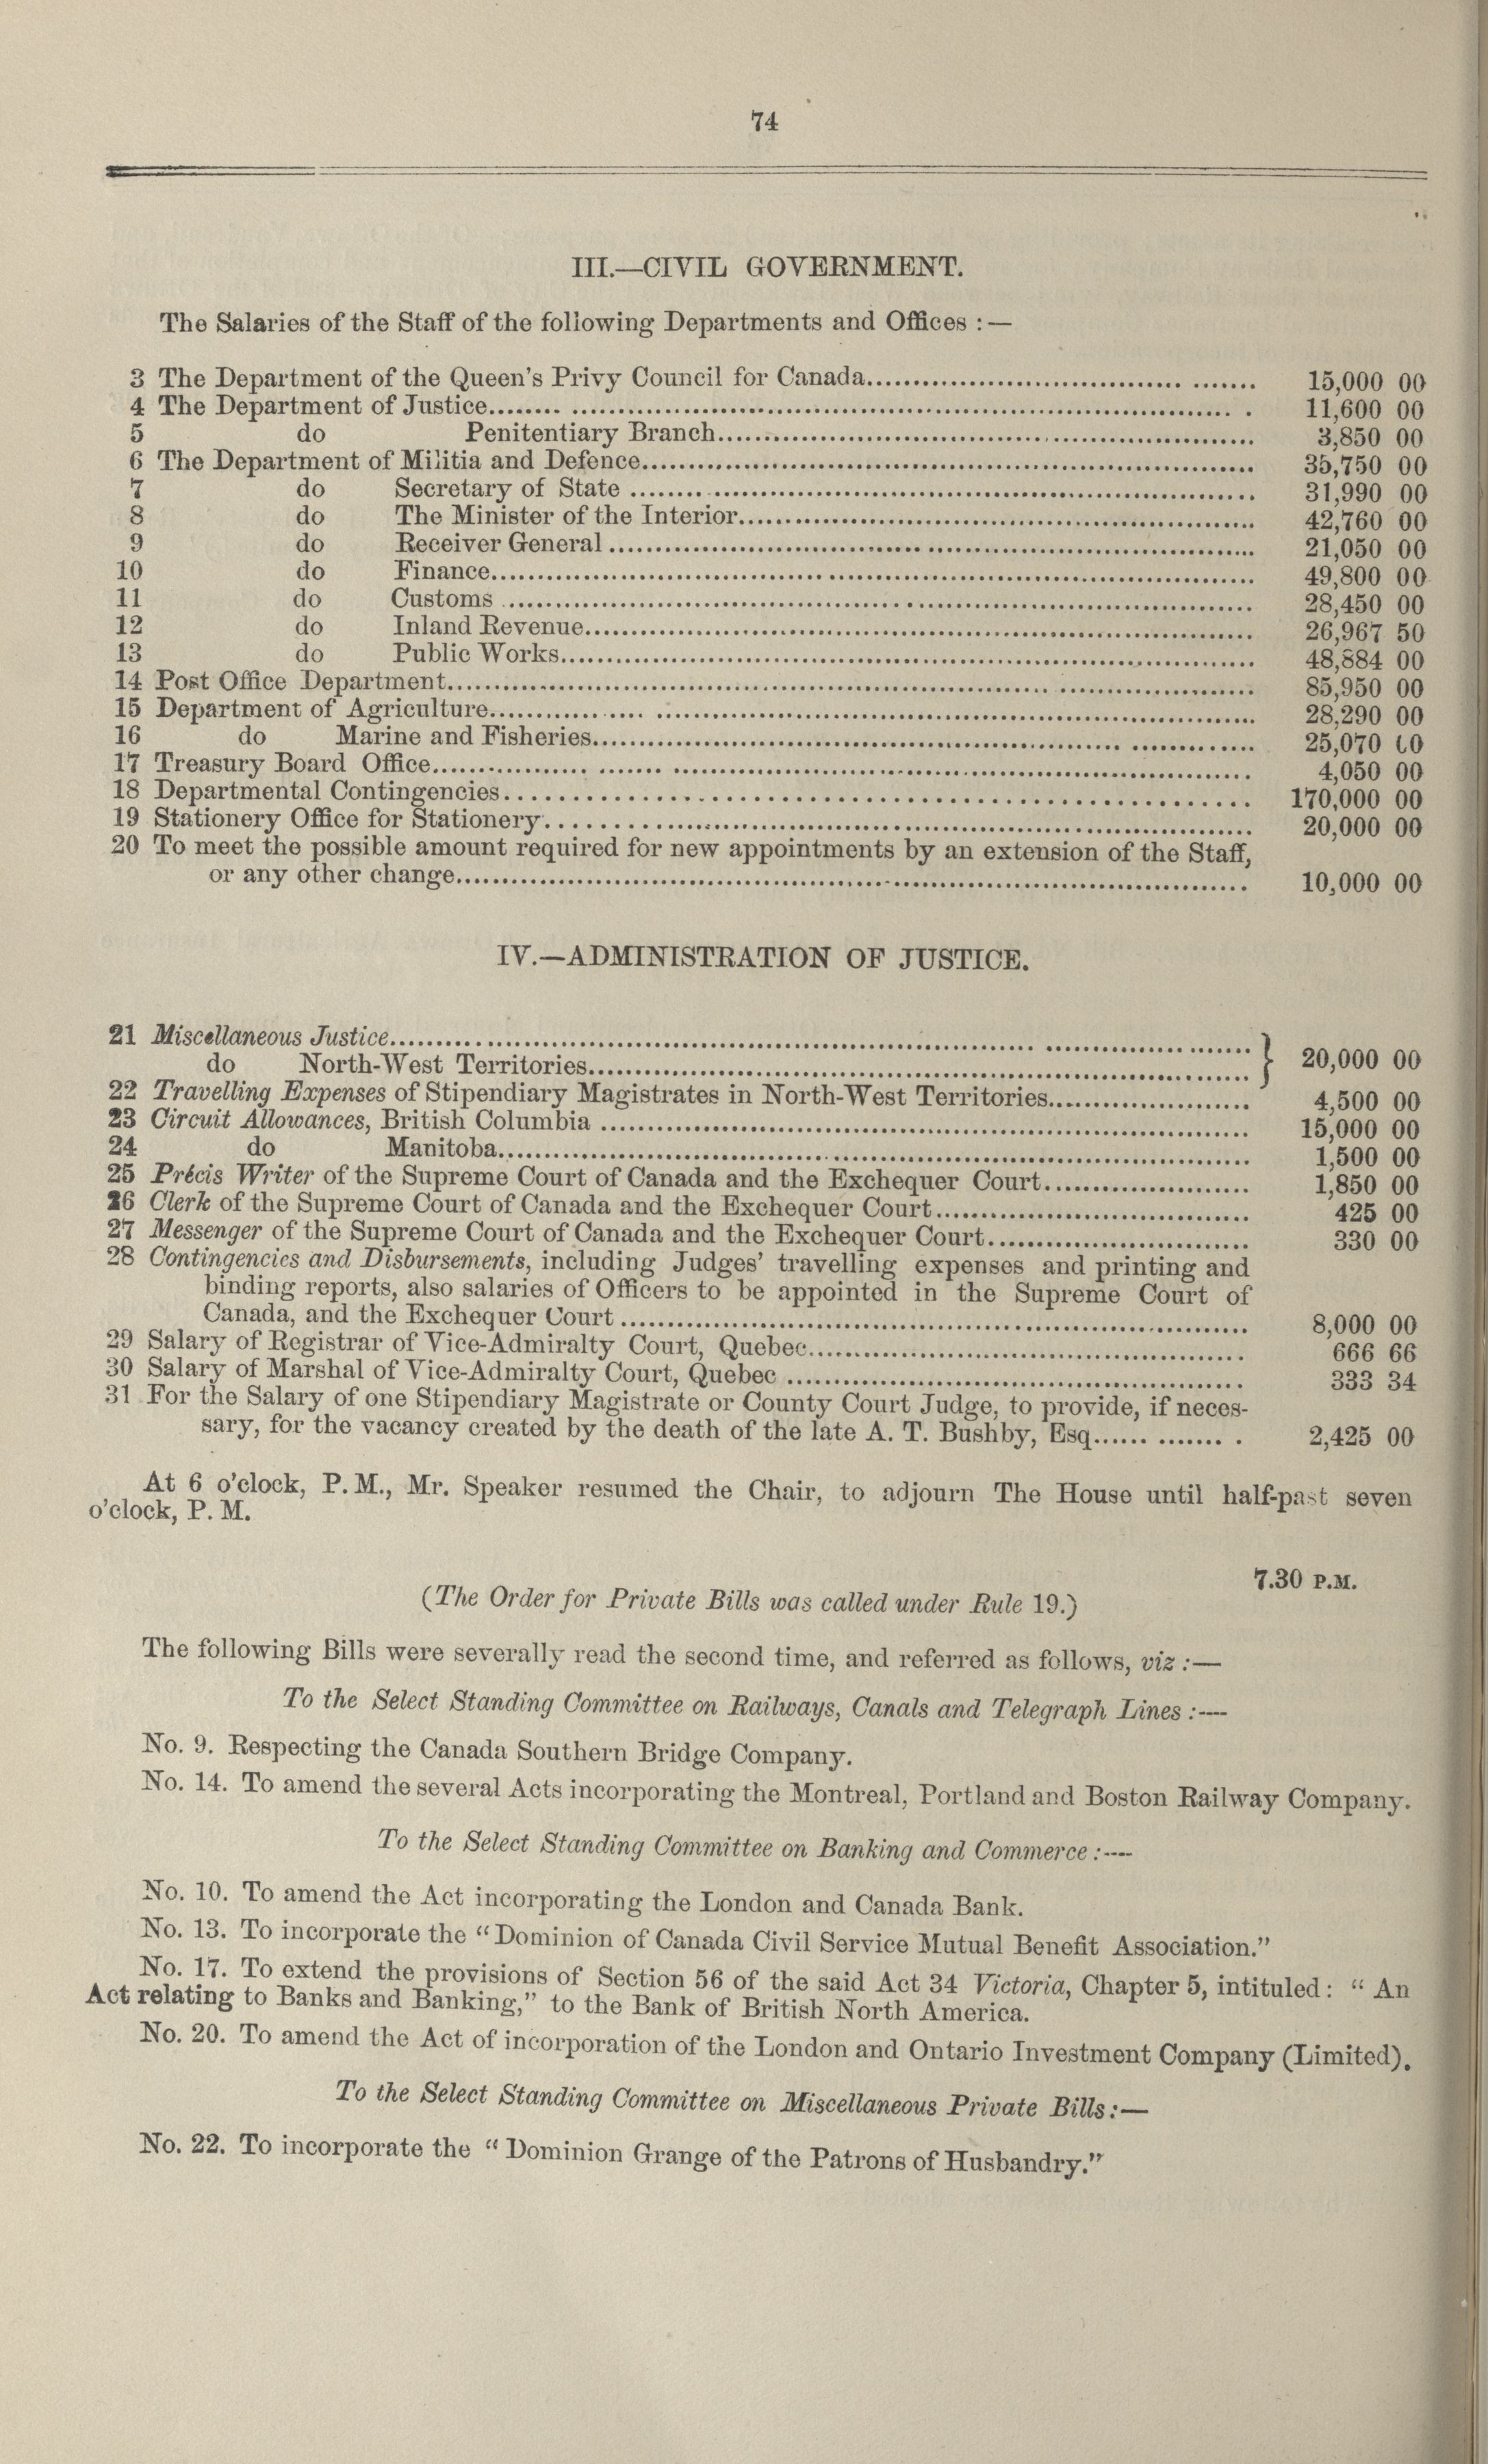 74
III.—CIVIL GOVERNMENT.
The Salaries of the Staff of the following Departments and Offices :—
3 The Department of the Queen's Privy Council for Canada.......... 15,000 00
4 The Department of Justice.......... 11,600 00
5 do Penitentiary Branch.......... 3,850 00
6 The Department of Militia and Defence.......... 35,750 00
7 do Secretary of State .......... 31,990 00
8 do The Minister of the Interior.......... 42,760 00
9 do Receiver General .......... 21,050 00
10 do Finance.......... 49,800 00
11 do Customs .......... 28,450 00
12 do Inland Revenue.......... 26,967 50
13 do Public Works.......... 48,884 00
14 Post Office Department.......... 85,950 00
15 Department of Agriculture.......... 28,290 00
16 do Marine and Fisheries.......... 25,070 00
17 Treasury Board Office.......... 4,050 00
18 Departmental Contingencies.......... 170,000 00
19 Stationery Office for Stationery.......... 20,000 00
20 To meet the possible amount required for new appointments by an extension of the Staff,
or any other change.......... 10,000 00
IV.—ADMINISTRATION OF JUSTICE.
21 Miscellaneous Justice..........
do North-West Territories.......... } 20,000 00
22 Travelling Expenses of Stipendiary Magistrates in North-West Territories.......... 4,500 00
23 Circuit Allowances, British Columbia .......... 15,000 00
24 do Manitoba.......... 1,500 00
25 Précis Writer of the Supreme Court of Canada and the Exchequer Court.......... 1,850 00
26 Clerk of the Supreme Court of Canada and the Exchequer Court.......... 425 00
27 Messenger of the Supreme Court of Canada and the Exchequer Court.......... 330 00
28 Contingencies and Disbursements, including Judges' travelling expenses and printing and
binding reports, also salaries of Officers to be appointed in the Supreme Court of
Canada, and the Exchequer Court .......... 8,000 00
29 Salary of Registrar of Vice-Admiralty Court, Quebec.......... 666 66
30 Salary of Marshal of Vice-Admiralty Court, Quebec .......... 333 34
31 For the Salary of one Stipendiary Magistrate or County Court Judge, to provide, if neces-
sary, for the vacancy created by the death of the late A. T. Bushby, Esq.......... 2,425 00
At 6 o'clock, P. M., Mr. Speaker resumed the Chair, to adjourn The House until half-past seven
o'clock, P. M.
7.30 P.M.
(The Order for Private Bills was called under Rule 19.)
The following Bills were severally read the second time, and referred as follows, viz :—
To the Select Standing Committee on Railways, Canals and Telegraph Lines :—
No. 9. Respecting the Canada Southern Bridge Company.
No. 14. To amend the several Acts incorporating the Montreal, Portland and Boston Railway Company.
To the Select Standing Committee on Banking and Commerce :—
No. 10. To amend the Act incorporating the London and Canada Bank.
No. 13. To incorporate the "Dominion of Canada Civil Service Mutual Benefit Association."
No. 17. To extend the provisions of Section 56 of the said Act 34 Victoria, Chapter 5, intituled : " An
Act relating to Banks and Banking," to the Bank of British North America.
No. 20. To amend the Act of incorporation of the London and Ontario Investment Company (Limited).
To the Select Standing Committee on Miscellaneous Private Bills:—
No. 22. To incorporate the " Dominion Grange of the Patrons of Husbandry."